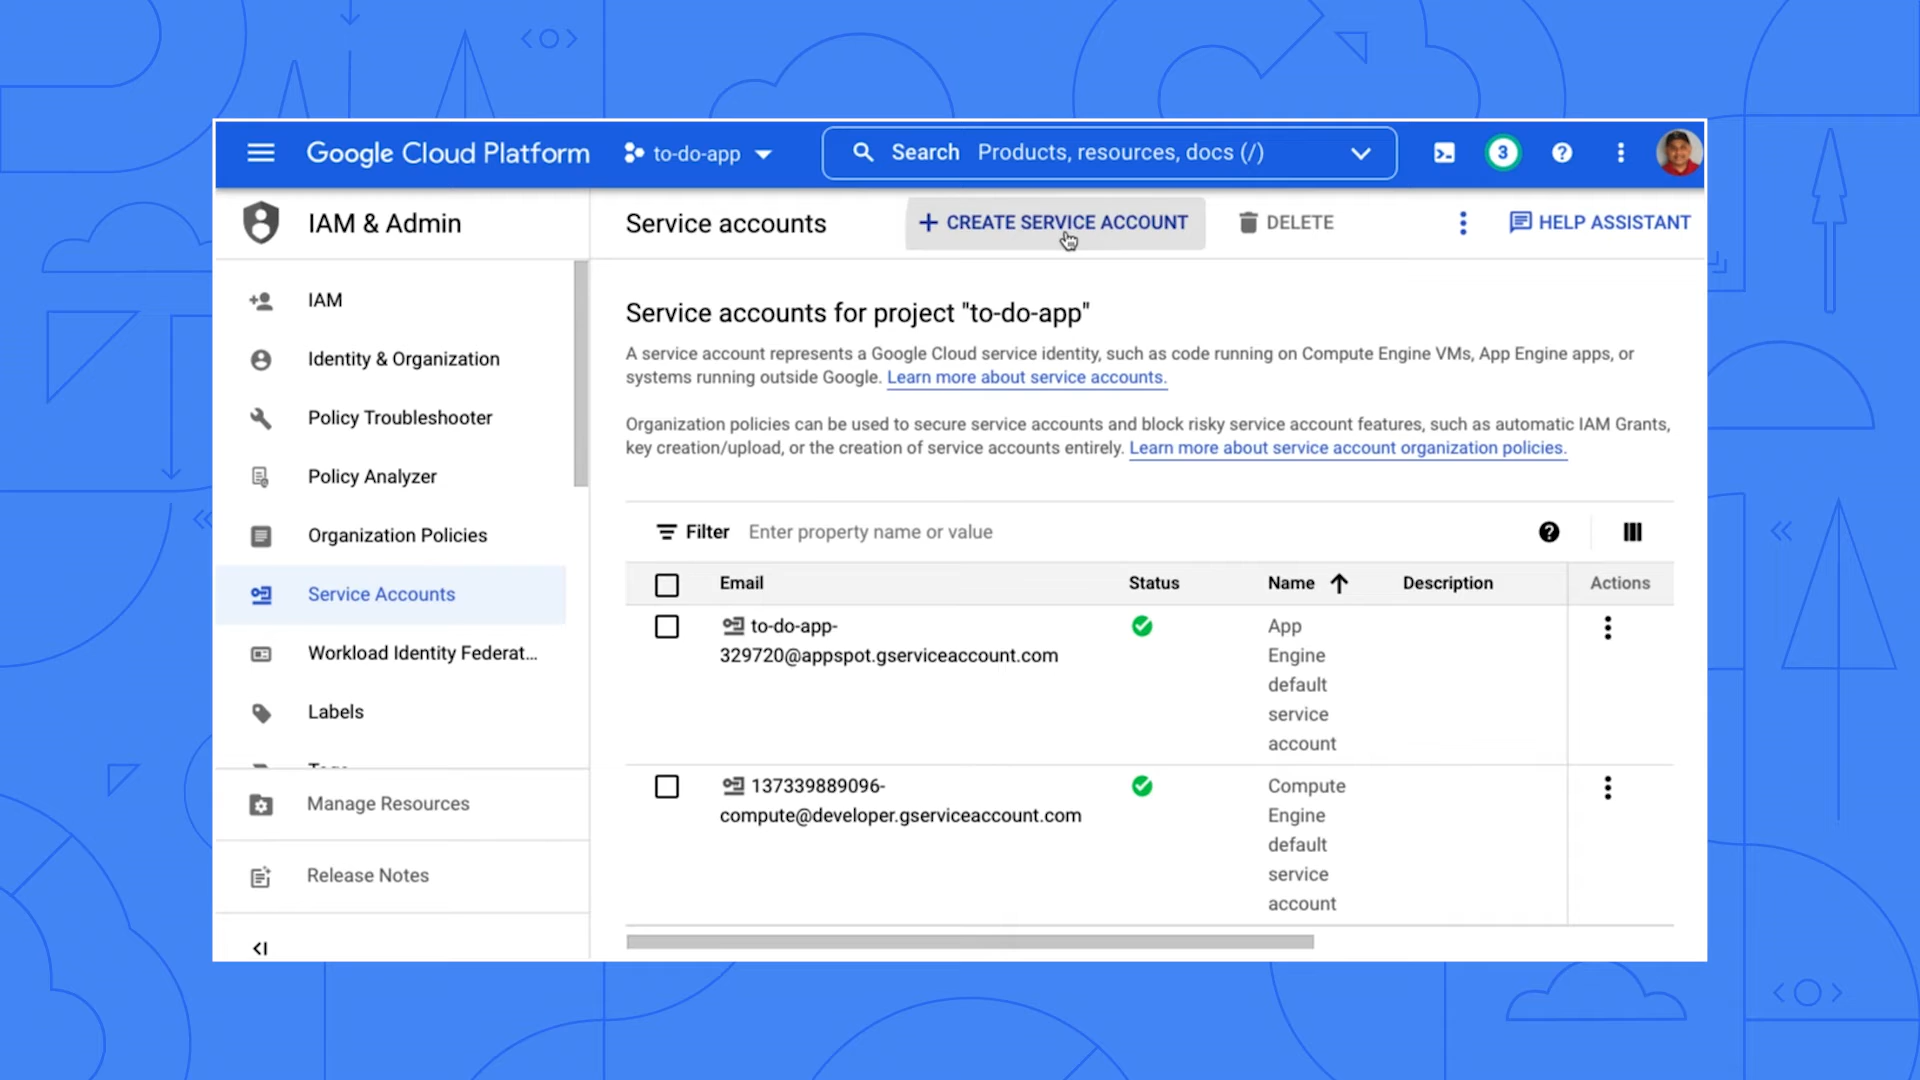 Google Cloud Platform
to-do-app
Search Products, resources, docs (/)
3
IAM & Admin
Service accounts
CREATE SERVICE ACCOUNT
DELETE
HELP ASSISTANT
IAM
Identity & Organization
Policy Troubleshooter
Policy Analyzer
Organization Policies
Service Accounts
Workload Identity Federat...
Labels
Manage Resources
Release Notes
Service accounts for project "to-do-app"
A service account represents a Google Cloud service identity, such as code running on Compute Engine VMs, App Engine apps, or
systems running outside Google. Learn more about service accounts.
Organization policies can be used to secure service accounts and block risky service account features, such as automatic IAM Grants,
key creation/upload, or the creation of service accounts entirely. Learn more about service account organization policies.
Filter Enter property name or value
Email Status Name Description Actions
to-do-app-
329720@appspot.gserviceaccount.com
App
Engine
default
service
account
137339889096-
compute@developer.gserviceaccount.com
Compute
Engine
default
service
account